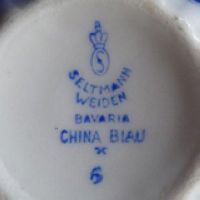 S
SELTMANN
WEIDEN
BAVARIA
CHINA BLAU
6